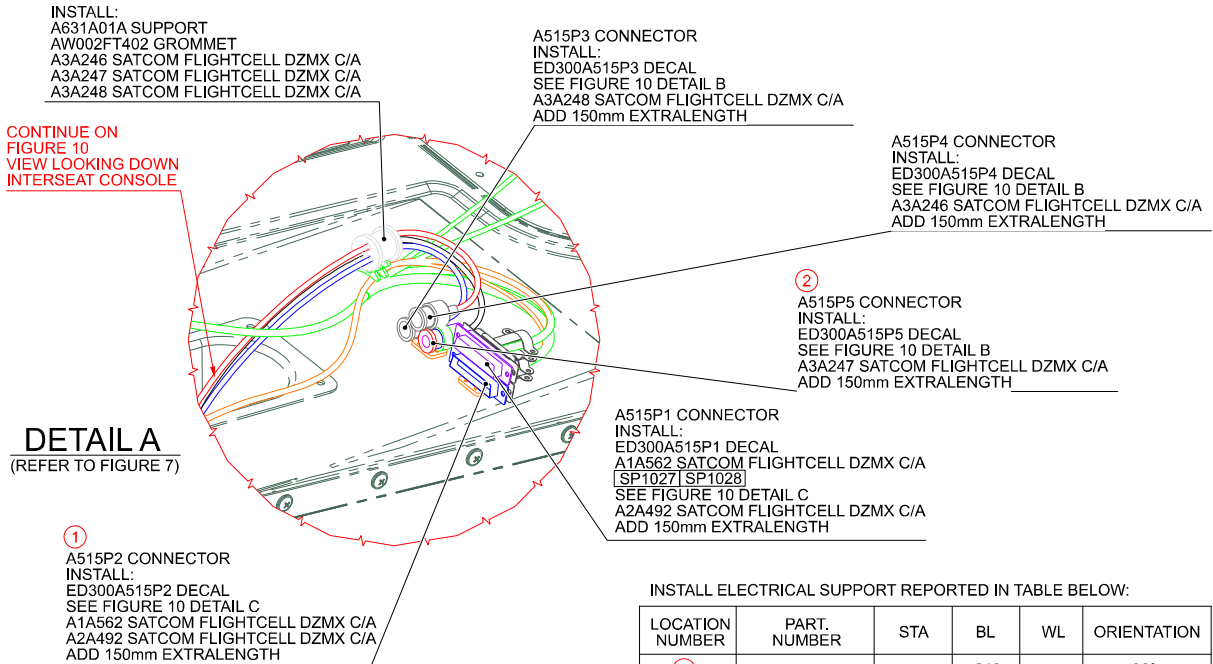 INSTALL:
A631A01A SUPPORT
AW002FT402 GROMMET
A3A246 SATCOM FLIGHTCELL DZMX C/A
A3A247 SATCOM FLIGHTCELL DZMX C/A
A3A248 SATCOM FLIGHTCELL DZMX C/A
A515P3 CONNECTOR
INSTALL:
ED300A515P3 DECAL
SEE FIGURE 10 DETAIL B
A3A248 SATCOM FLIGHTCELL DZMX C/A
ADD 150mm EXTRALENGTH
CONTINUE ON
FIGURE 10
VIEW LOOKING DOWN
INTERSEAT CONSOLE
A515P4 CONNECTOR
INSTALL:
ED300A515P4 DECAL
SEE FIGURE 10 DETAIL B
A3A246 SATCOM FLIGHTCELL DZMX C/A
ADD 150mm EXTRALENGTH
2
A515P5 CONNECTOR
INSTALL:
ED300A515P5 DECAL
SEE FIGURE 10 DETAIL B
A3A247 SATCOM FLIGHTCELL DZMX C/A
ADD 150mm EXTRALENGTH
DETAIL A
(REFER TO FIGURE 7)
A515P1 CONNECTOR
INSTALL:
ED300A515P1 DECAL
A1A562 SATCOM FLIGHTCELL DZMX C/A
SP1027 SP1028
SEE FIGURE 10 DETAIL C
A2A492 SATCOM FLIGHTCELL DZMX C/A
ADD 150mm EXTRALENGTH
1
A515P2 CONNECTOR
INSTALL:
ED300A515P2 DECAL
SEE FIGURE 10 DETAIL C
A1A562 SATCOM FLIGHTCELL DZMX C/A
A2A492 SATCOM FLIGHTCELL DZMX C/A
ADD 150mm EXTRALENGTH
INSTALL ELECTRICAL SUPPORT REPORTED IN TABLE BELOW:
LOCATION NUMBER PART. NUMBER STA BL WL ORIENTATION